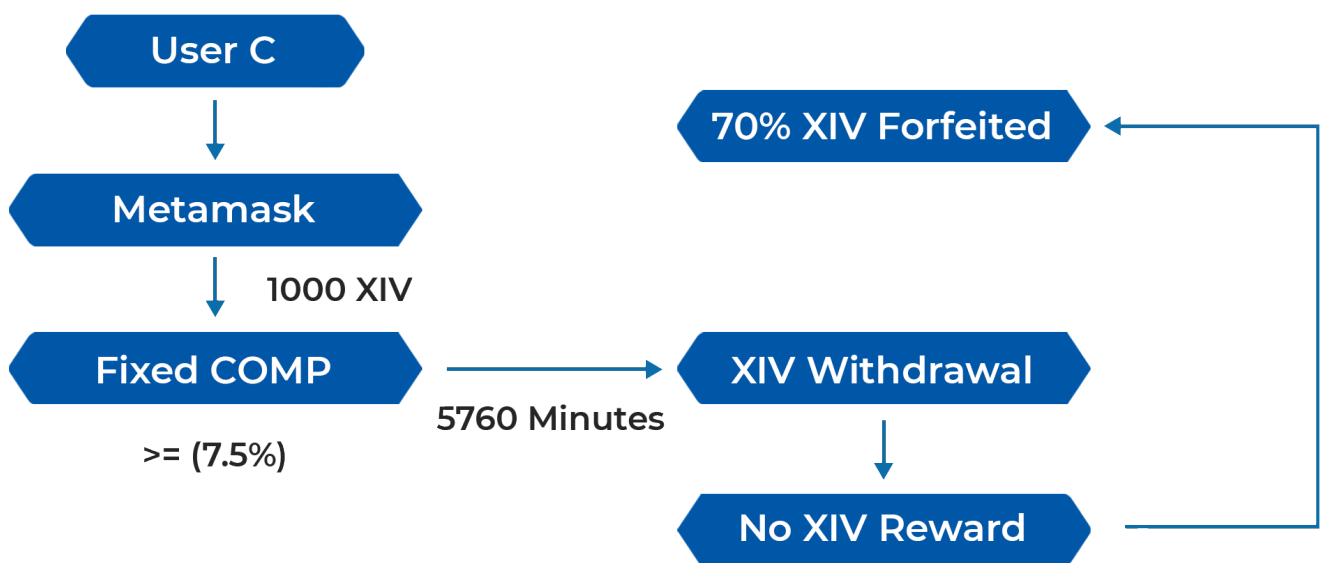 User C
Metamask
1000 XIV
Fixed COMP
>= (7.5%)
5760 Minutes
XIV Withdrawal
No XIV Reward
70% XIV Forfeited